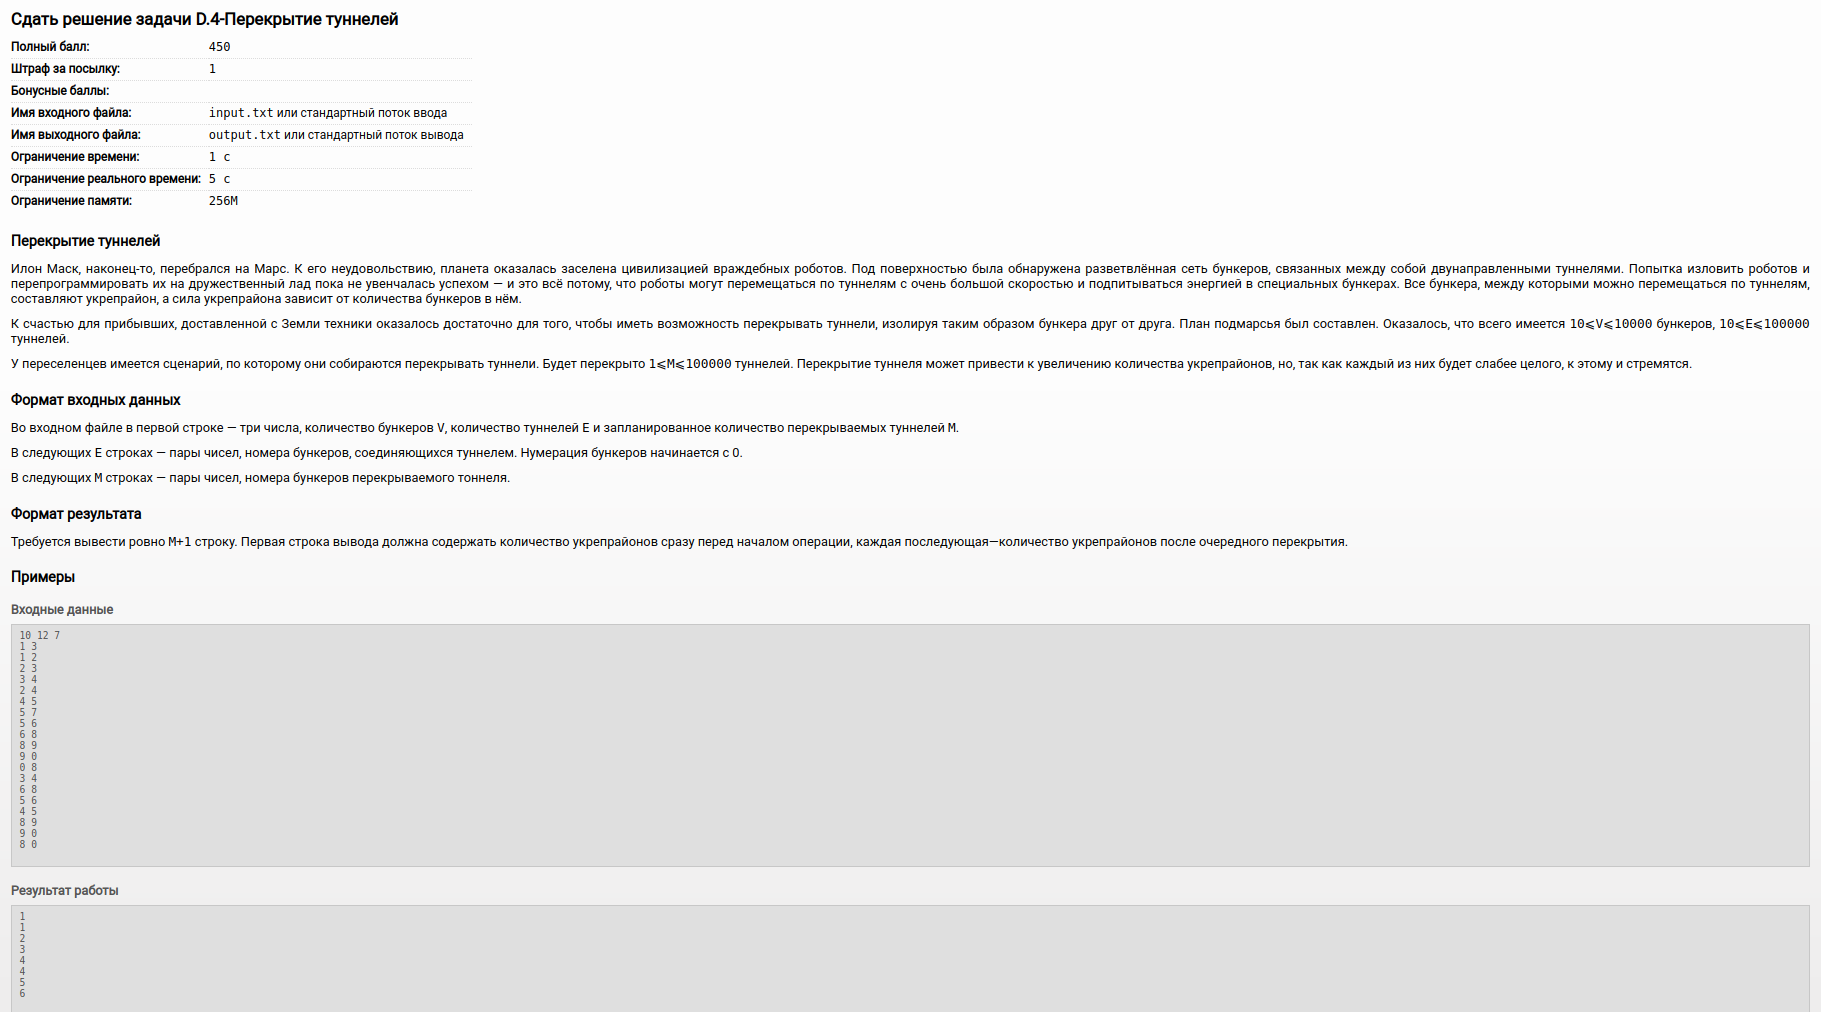 Сдать решение задачи D.4-Перекрытие туннелей
Полный балл: 450
Штраф за посылку: 1
Бонусные баллы:
Имя входного файла: input.txt или стандартный поток ввода
Имя выходного файла: output.txt или стандартный поток вывода
Ограничение времени: 1 с
Ограничение реального времени: 5 с
Ограничение памяти: 256M
Перекрытие туннелей
Илон Маск, наконец-то, перебрался на Марс. К его неудовольствию, планета оказалась заселена цивилизацией враждебных роботов. Под поверхностью была обнаружена разветвлённая сеть бункеров, связанных между собой двунаправленными туннелями. Попытка изловить роботов и
перепрограммировать их на дружественный лад пока не увенчалась успехом — и это всё потому, что роботы могут перемещаться по туннелям с очень большой скоростью и подпитываться энергией в специальных бункерах. Все бункера, между которыми можно перемещаться по туннелям,
составляют укрепрайон, а сила укрепрайона зависит от количества бункеров в нём.
К счастью для прибывших, доставленной с Земли техники оказалось достаточно для того, чтобы иметь возможность перекрывать туннели, изолируя таким образом бункера друг от друга. План подмарсья был составлен. Оказалось, что всего имеется 10⩽V⩽10000 бункеров, 10⩽E⩽100000
туннелей.
У переселенцев имеется сценарий, по которому они собираются перекрывать туннели. Будет перекрыто 1⩽M⩽100000 туннелей. Перекрытие туннеля может привести к увеличению количества укрепрайонов, но, так как каждый из них будет слабее целого, к этому и стремятся.
Формат входных данных
Во входном файле в первой строке — три числа, количество бункеров V, количество туннелей E и запланированное количество перекрываемых туннелей M.
В следующих E строках — пары чисел, номера бункеров, соединяющихся туннелем. Нумерация бункеров начинается с 0.
В следующих M строках — пары чисел, номера бункеров перекрываемого тоннеля.
Формат результата
Требуется вывести ровно M+1 строку. Первая строка вывода должна содержать количество укрепрайонов сразу перед началом операции, каждая последующая—количество укрепрайонов после очередного перекрытия.
Примеры
Входные данные
10 12 7
1 3
1 2
2 3
3 4
2 4
4 5
5 7
5 6
6 8
8 9
9 0
0 8
3 4
6 8
5 6
4 5
8 9
9 0
8 0
Результат работы
1
1
2
3
4
4
5
6